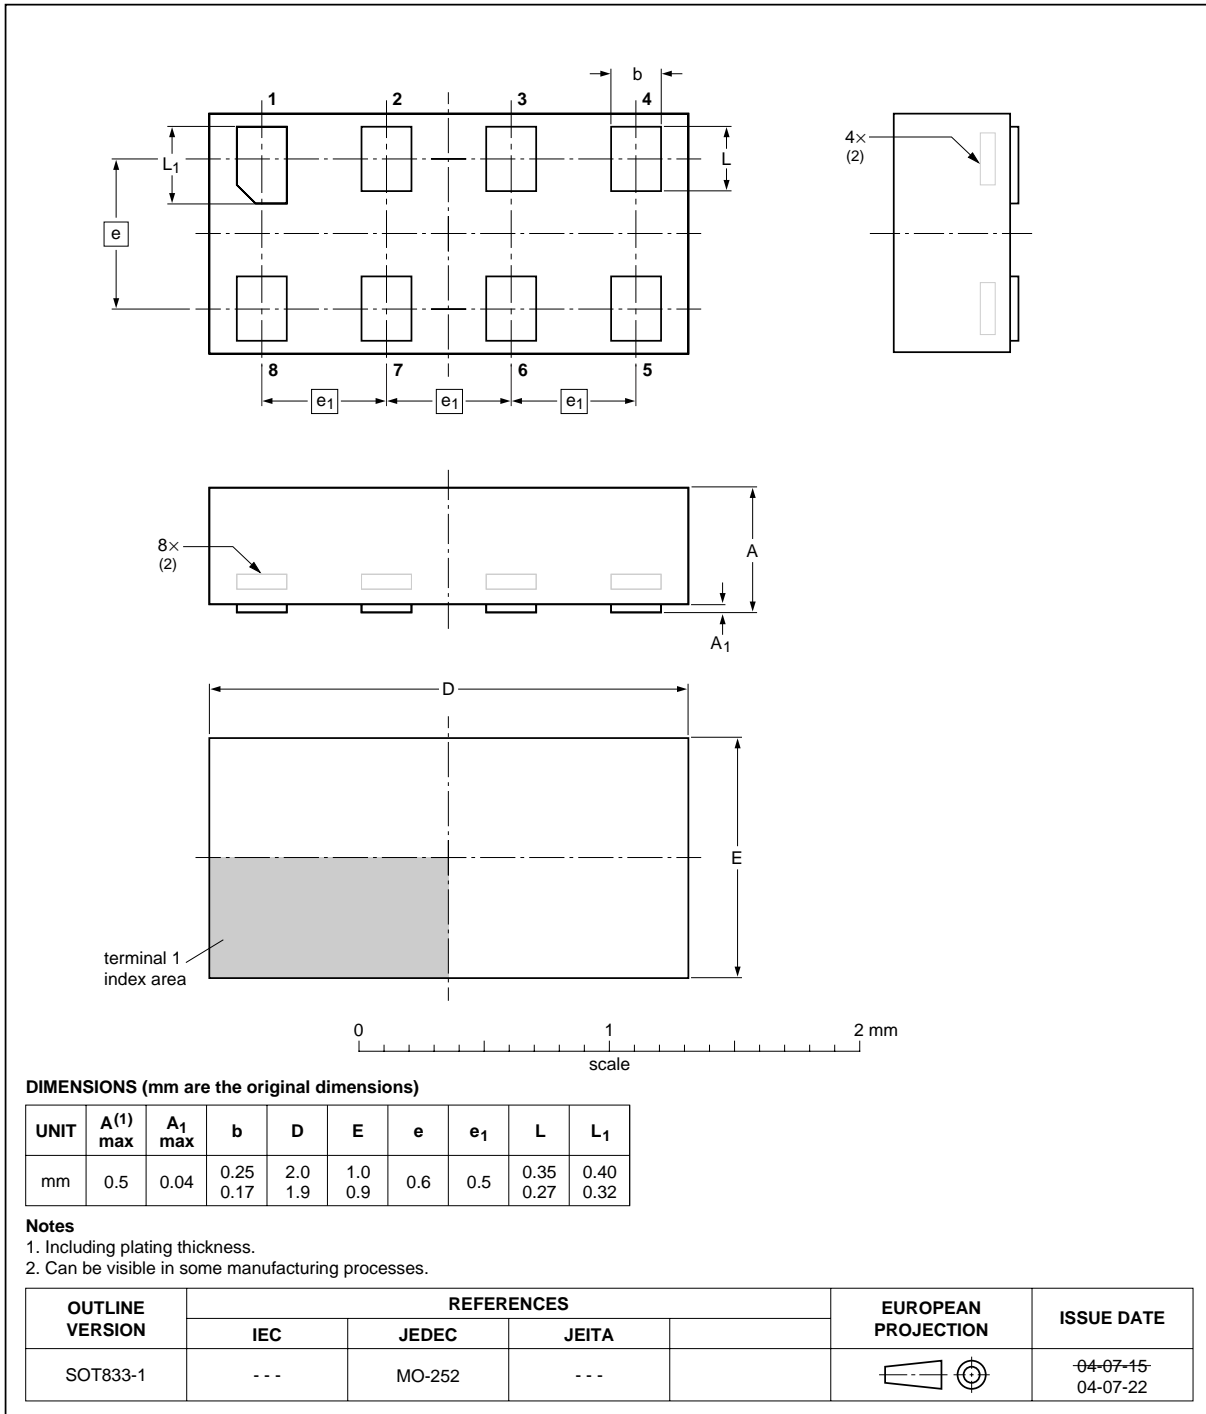 b
1 2 3 4
L1
L
4×
(2)
e
8 7 6 5
e1 e1 e1
8×
(2)
A
A1
D
E
terminal 1
index area
0 1 2 mm
scale
DIMENSIONS (mm are the original dimensions)
UNIT A(1) max A1 max b D E e e1 L L1
mm 0.5 0.04 0.25 0.17 2.0 1.9 1.0 0.9 0.6 0.5 0.35 0.27 0.40 0.32
Notes
1. Including plating thickness.
2. Can be visible in some manufacturing processes.
OUTLINE VERSION REFERENCES EUROPEAN PROJECTION ISSUE DATE
IEC JEDEC JEITA
SOT833-1 - - - MO-252 - - - 04-07-15
04-07-22